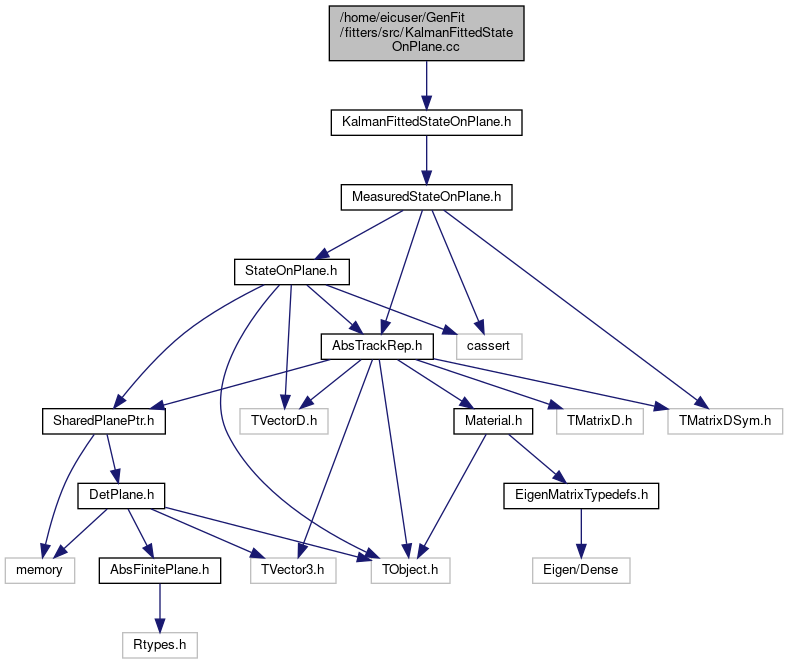 /home/eicuser/GenFit
/fitters/src/KalmanFittedState
OnPlane.cc
KalmanFittedStateOnPlane.h
MeasuredStateOnPlane.h
StateOnPlane.h
AbsTrackRep.h
cassert
SharedPlanePtr.h
TVectorD.h
Material.h
TMatrixD.h
TMatrixDSym.h
DetPlane.h
EigenMatrixTypedefs.h
memory
AbsFinitePlane.h
TVector3.h
TObject.h
Eigen/Dense
Rtypes.h